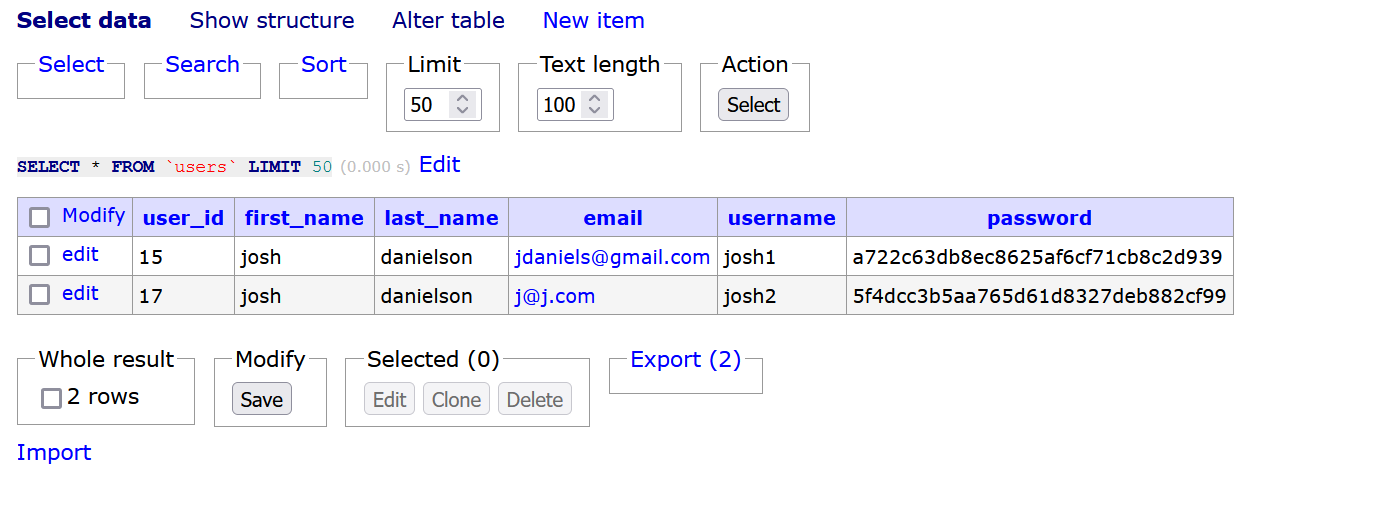 Select data Show structure Alter table New item
Select Search Sort Limit Text length Action
50 100 Select
SELECT * FROM `users` LIMIT 50 (0.000 s) Edit
Modify user_id first_name last_name email username password
edit 15 josh danielson jdaniels@gmail.com josh1 a722c63db8ec8625af6cf71cb8c2d939
edit 17 josh danielson j@j.com josh2 5f4dcc3b5aa765d61d8327deb882cf99
Whole result Modify Selected (0) Export (2)
2 rows Save Edit Clone Delete
Import